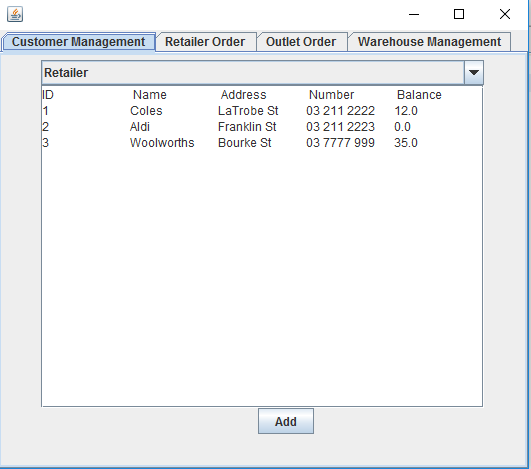 Customer Management Retailer Order Outlet Order Warehouse Management
Retailer
ID Name Address Number Balance
1 Coles LaTrobe St 03 211 2222 12.0
2 Aldi Franklin St 03 211 2223 0.0
3 Woolworths Bourke St 03 7777 999 35.0
Add